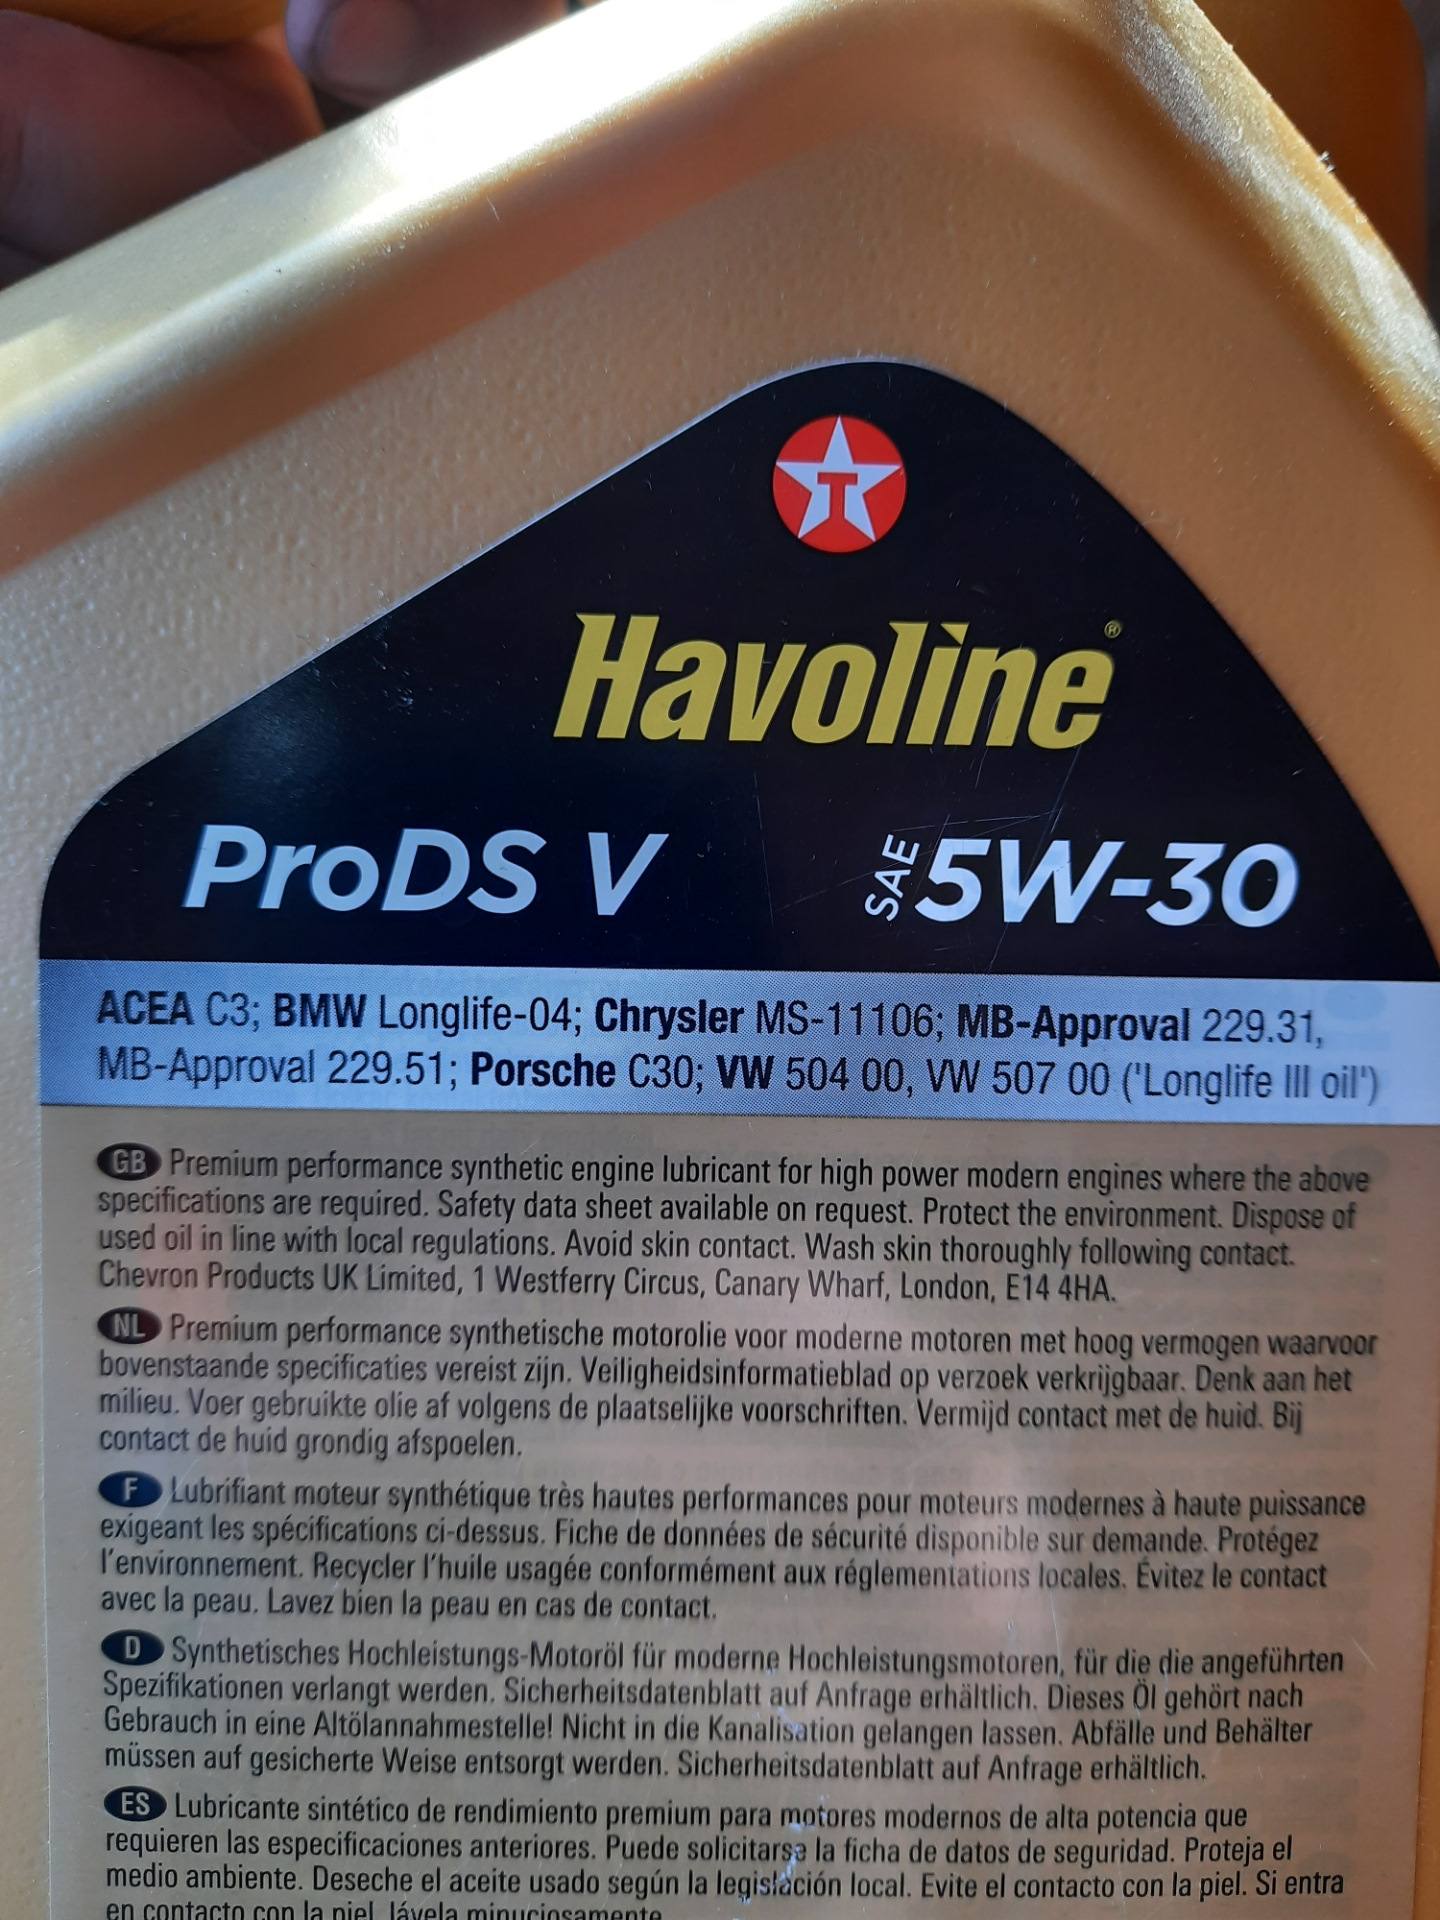 T
Havoline®
ProDS V SAE 5W-30
ACEA C3; BMW Longlife-04; Chrysler MS-11106; MB-Approval 229.31,
MB-Approval 229.51; Porsche C30; VW 504 00, VW 507 00 ('Longlife III oil')
GB Premium performance synthetic engine lubricant for high power modern engines where the above
specifications are required. Safety data sheet available on request. Protect the environment. Dispose of
used oil in line with local regulations. Avoid skin contact. Wash skin thoroughly following contact.
Chevron Products UK Limited, 1 Westferry Circus, Canary Wharf, London, E14 4HA.
NL Premium performance synthetische motorolie voor moderne motoren met hoog vermogen waarvoor
bovenstaande specificaties vereist zijn. Veiligheidsinformatieblad op verzoek verkrijgbaar. Denk aan het
milieu. Voer gebruikte olie af volgens de plaatselijke voorschriften. Vermijd contact met de huid. Bij
contact de huid grondig afspoelen.
F Lubrifiant moteur synthétique très hautes performances pour moteurs modernes à haute puissance
exigeant les spécifications ci-dessus. Fiche de données de sécurité disponible sur demande. Protégez
l'environnement. Recycler l'huile usagée conformément aux réglementations locales. Évitez le contact
avec la peau. Lavez bien la peau en cas de contact.
D Synthetisches Hochleistungs-Motoröl für moderne Hochleistungsmotoren, für die die angeführten
Spezifikationen verlangt werden. Sicherheitsdatenblatt auf Anfrage erhältlich. Dieses Öl gehört nach
Gebrauch in eine Altölannahmestelle! Nicht in die Kanalisation gelangen lassen. Abfälle und Behälter
müssen auf gesicherte Weise entsorgt werden. Sicherheitsdatenblatt auf Anfrage erhältlich.
ES Lubricante sintético de rendimiento premium para motores modernos de alta potencia que
requieren las especificaciones anteriores. Puede solicitarse la ficha de datos de seguridad. Proteja el
medio ambiente. Deseche el aceite usado según la legislación local. Evite el contacto con la piel. Si entra
en contacto con la piel, lávela minuciosamente.